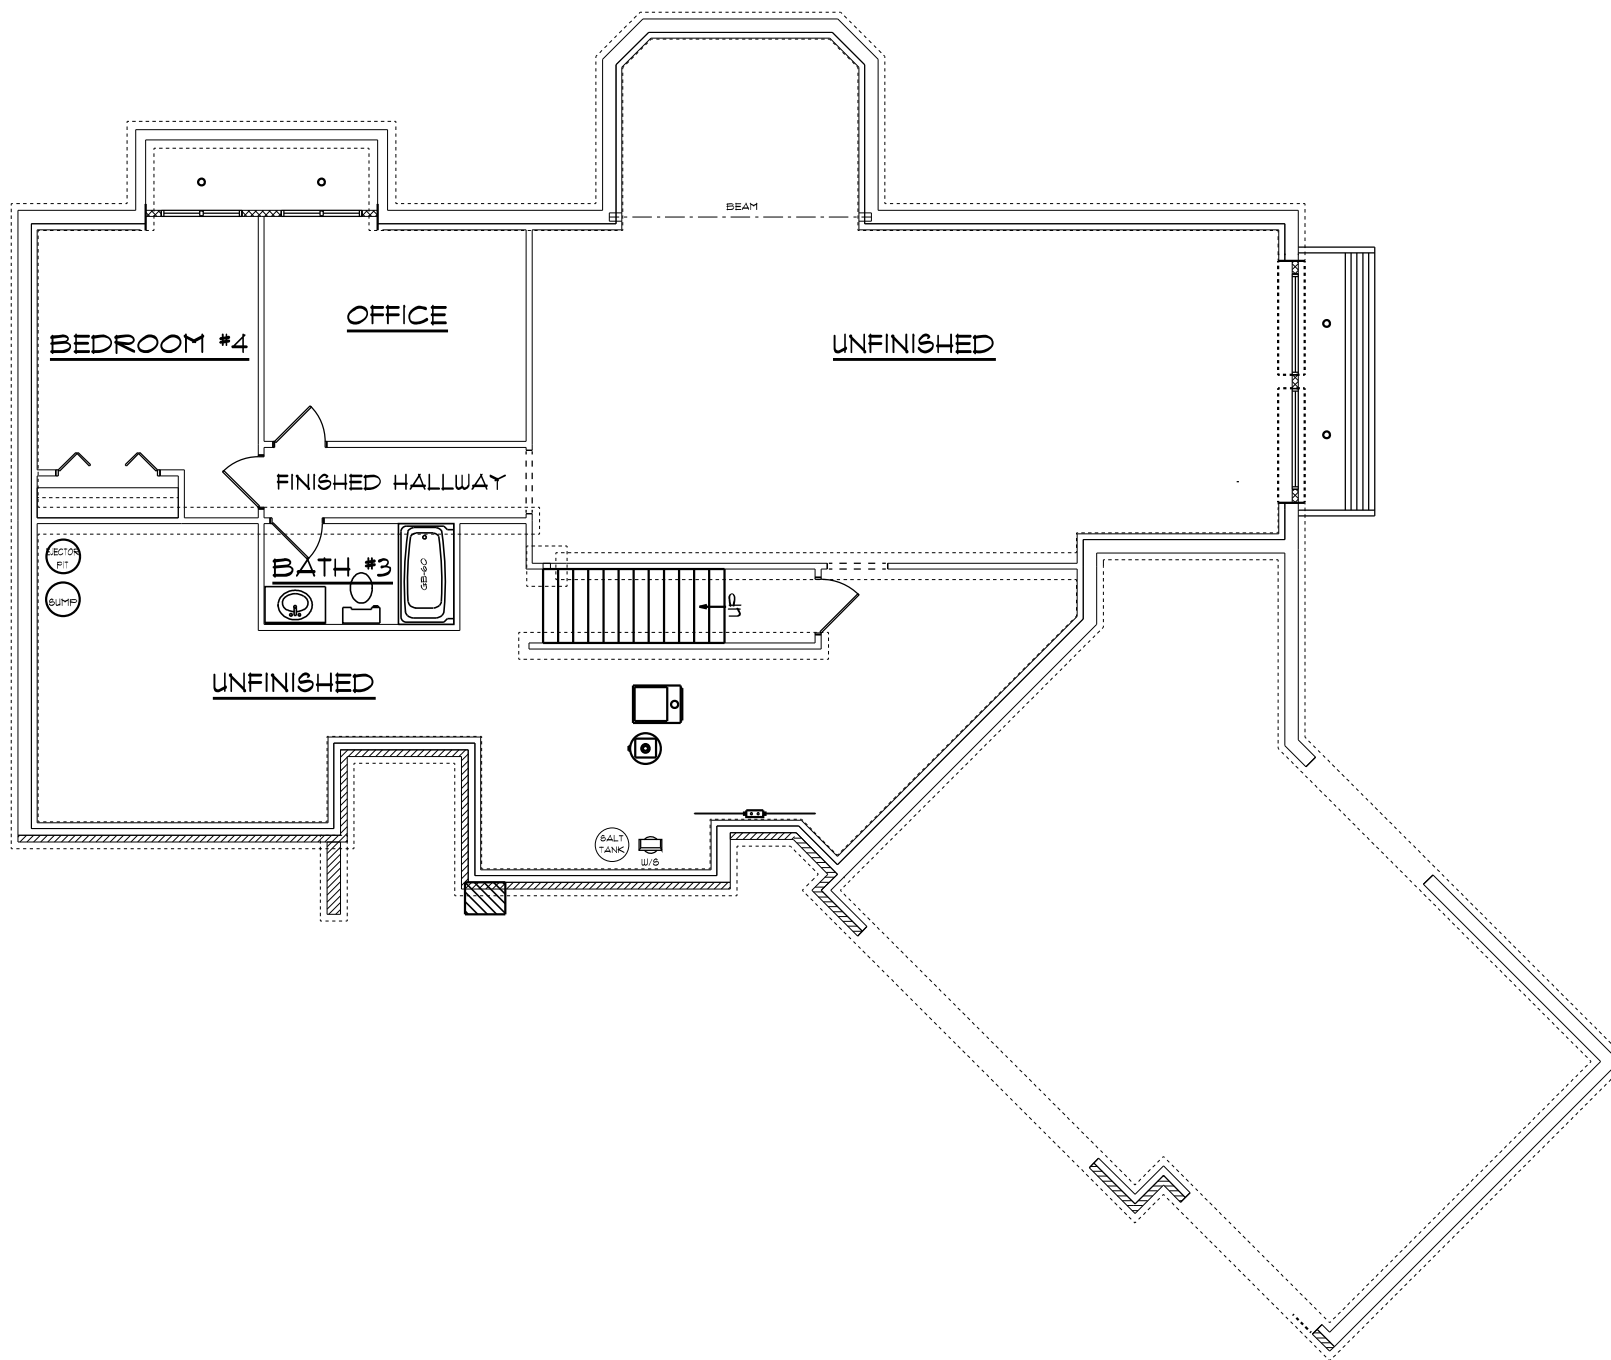 BEAM
OFFICE
BEDROOM #4
UNFINISHED
FINISHED HALLWAY
EJECTOR
PIT
BATH #3
GB-60
SUMP
UP
UNFINISHED
SALT
TANK
W/S